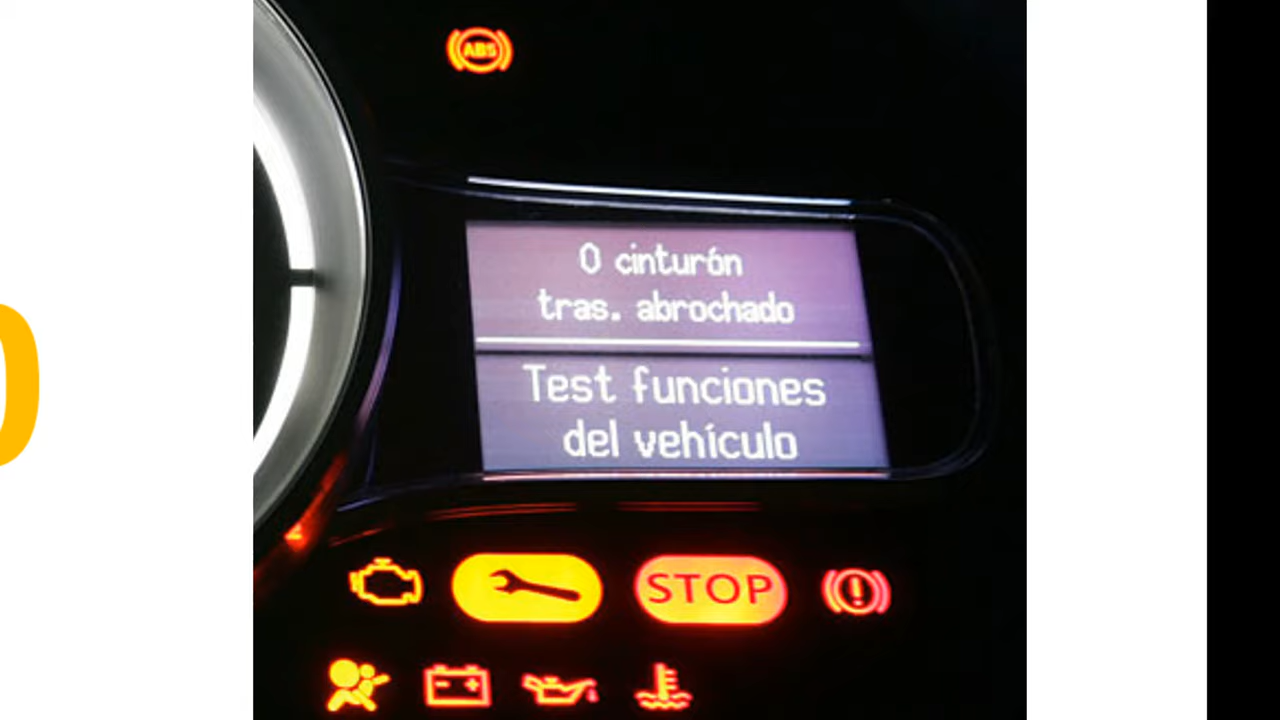 ABS
0 cinturón
tras. abrochado
Test funciones
del vehículo
STOP